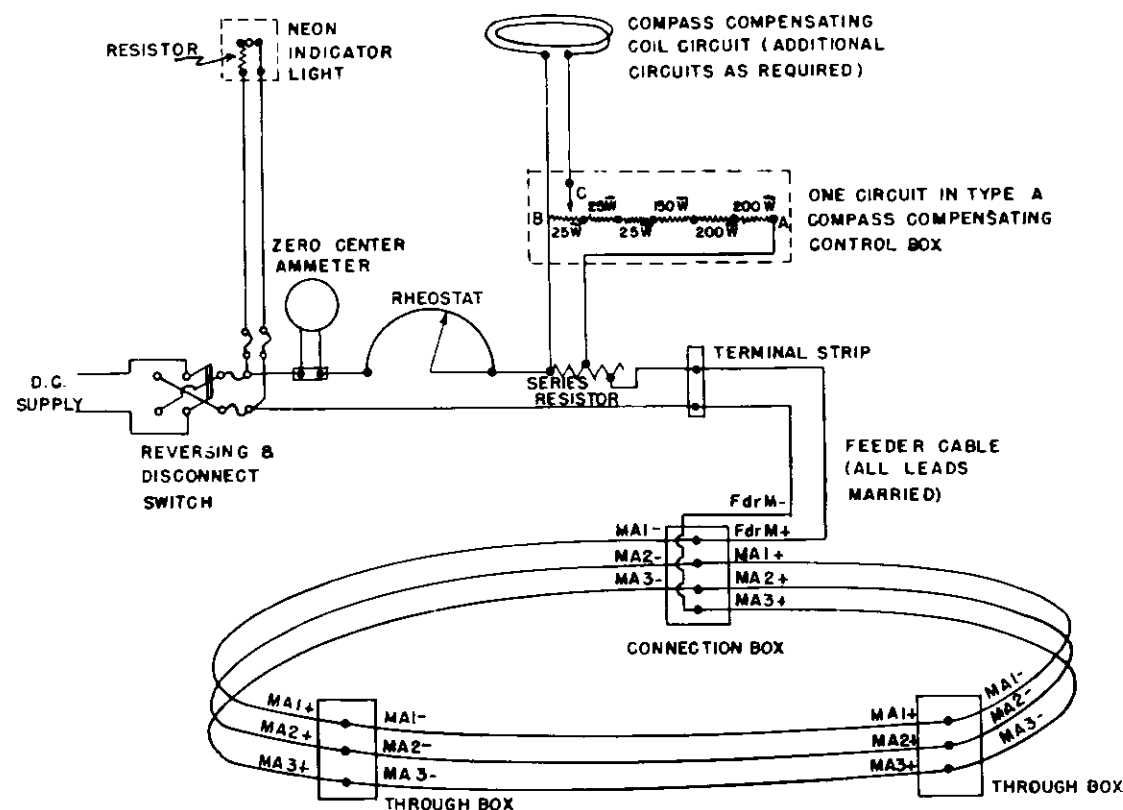 NEON
INDICATOR
LIGHT
RESISTOR
COMPASS COMPENSATING
COIL CIRCUIT (ADDITIONAL
CIRCUITS AS REQUIRED)
C
B
25W
150W
200W
A
25W
25W
200W
ONE CIRCUIT IN TYPE A
COMPASS COMPENSATING
CONTROL BOX
ZERO CENTER
AMMETER
RHEOSTAT
TERMINAL STRIP
D.C.
SUPPLY
SERIES
RESISTOR
REVERSING &
DISCONNECT
SWITCH
FEEDER CABLE
(ALL LEADS
MARRIED)
FdrM-
MA1-
FdrM+
MA2-
MA1+
MA3-
MA2+
MA3+
CONNECTION BOX
MA1+
MA1-
MA2+
MA2-
MA3+
MA3-
THROUGH BOX
MA1+
MA1-
MA2+
MA2-
MA3+
MA3-
THROUGH BOX